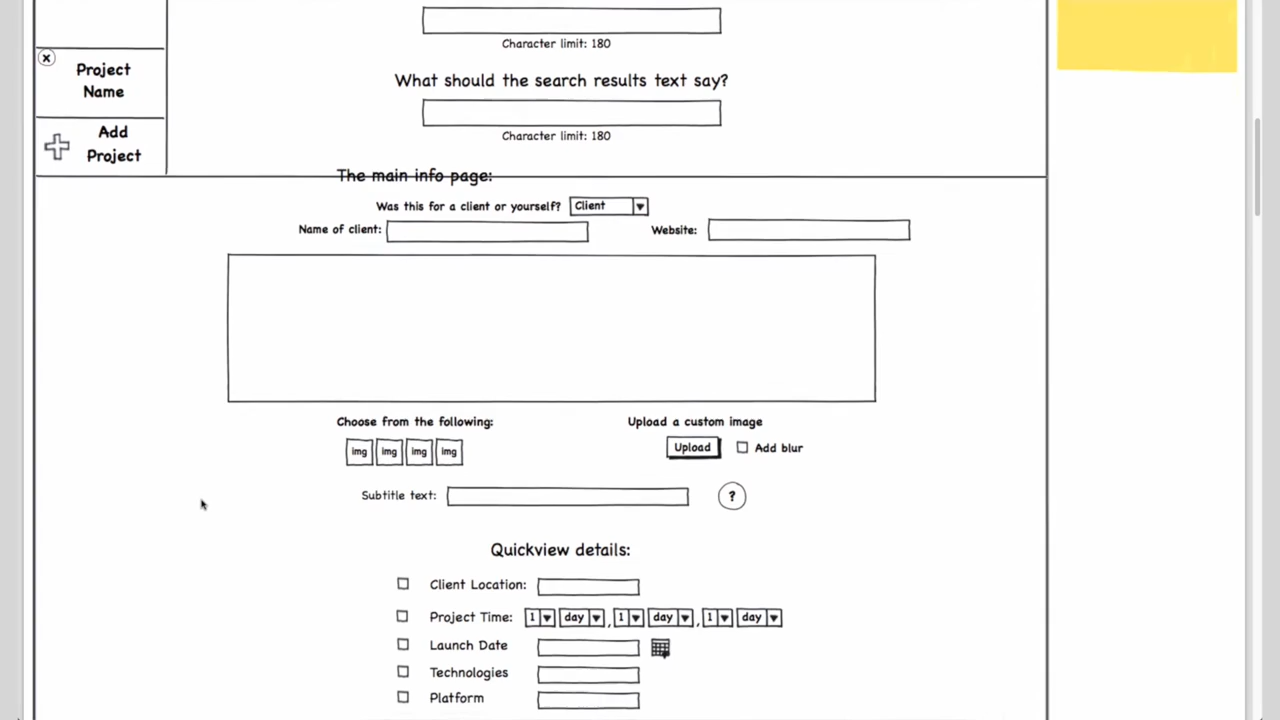 Character limit: 180
x
Project
Name
What should the search results text say?
Character limit: 180
Add
Project
The main info page:
Was this for a client or yourself? Client
Name of client: Website:
Choose from the following: Upload a custom image
img img img img Upload Add blur
Subtitle text: ?
Quickview details:
Client Location:
Project Time: 1 day , 1 day , 1 day
Launch Date
Technologies
Platform